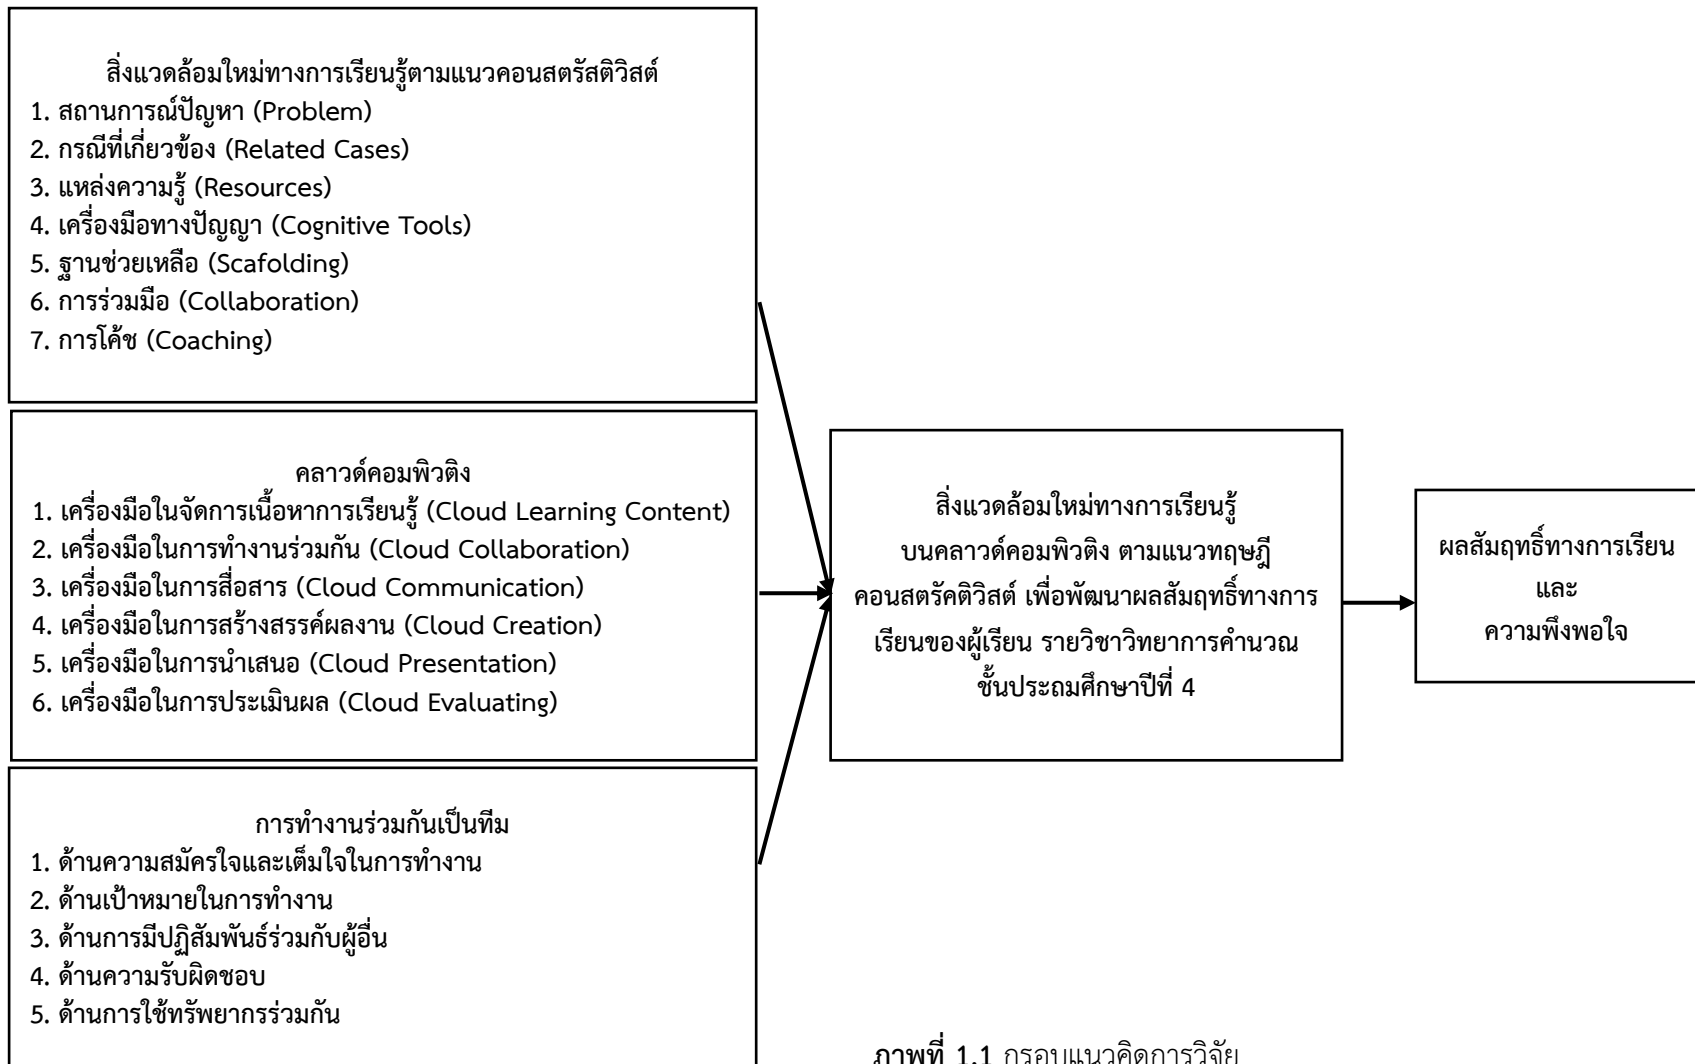 สิ่งแวดล้อมใหม่ทางการเรียนรู้ตามแนวคอนสตรัสติวิสต์
1. สถานการณ์ปัญหา (Problem)
2. กรณีที่เกี่ยวข้อง (Related Cases)
3. แหล่งความรู้ (Resources)
4. เครื่องมือทางปัญญา (Cognitive Tools)
5. ฐานช่วยเหลือ (Scafolding)
6. การร่วมมือ (Collaboration)
7. การโค้ช (Coaching)
คลาวด์คอมพิวติง
1. เครื่องมือในจัดการเนื้อหาการเรียนรู้ (Cloud Learning Content)
2. เครื่องมือในการทำงานร่วมกัน (Cloud Collaboration)
3. เครื่องมือในการสื่อสาร (Cloud Communication)
4. เครื่องมือในการสร้างสรรค์ผลงาน (Cloud Creation)
5. เครื่องมือในการนำเสนอ (Cloud Presentation)
6. เครื่องมือในการประเมินผล (Cloud Evaluating)
การทำงานร่วมกันเป็นทีม
1. ด้านความสมัครใจและเต็มใจในการทำงาน
2. ด้านเป้าหมายในการทำงาน
3. ด้านการมีปฏิสัมพันธ์ร่วมกับผู้อื่น
4. ด้านความรับผิดชอบ
5. ด้านการใช้ทรัพยากรร่วมกัน
สิ่งแวดล้อมใหม่ทางการเรียนรู้
บนคลาวด์คอมพิวติง ตามแนวทฤษฎี
คอนสตรัคติวิสต์ เพื่อพัฒนาผลสัมฤทธิ์ทางการ
เรียนของผู้เรียน รายวิชาวิทยาการคำนวณ
ชั้นประถมศึกษาปีที่ 4
ผลสัมฤทธิ์ทางการเรียน
และ
ความพึงพอใจ
ภาพที่ 1.1 กรอบแนวคิดการวิจัย